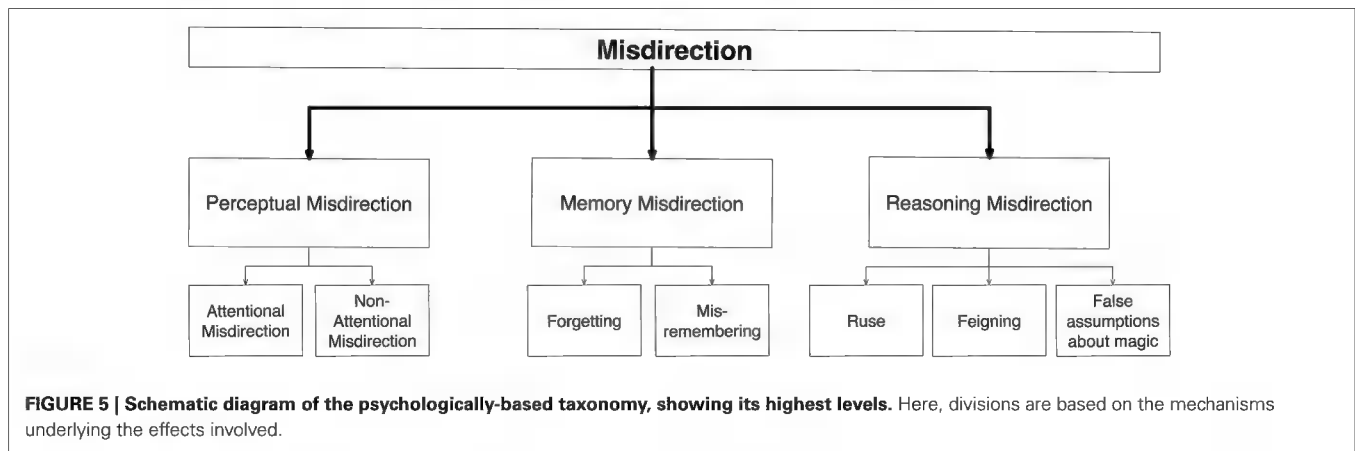 Misdirection
Perceptual Misdirection
Memory Misdirection
Reasoning Misdirection
Attentional
Misdirection
Non-
Attentional
Misdirection
Forgetting
Mis-
remembering
Ruse
Feigning
False
assumptions
about magic
FIGURE 5 | Schematic diagram of the psychologically-based taxonomy, showing its highest levels. Here, divisions are based on the mechanisms
underlying the effects involved.